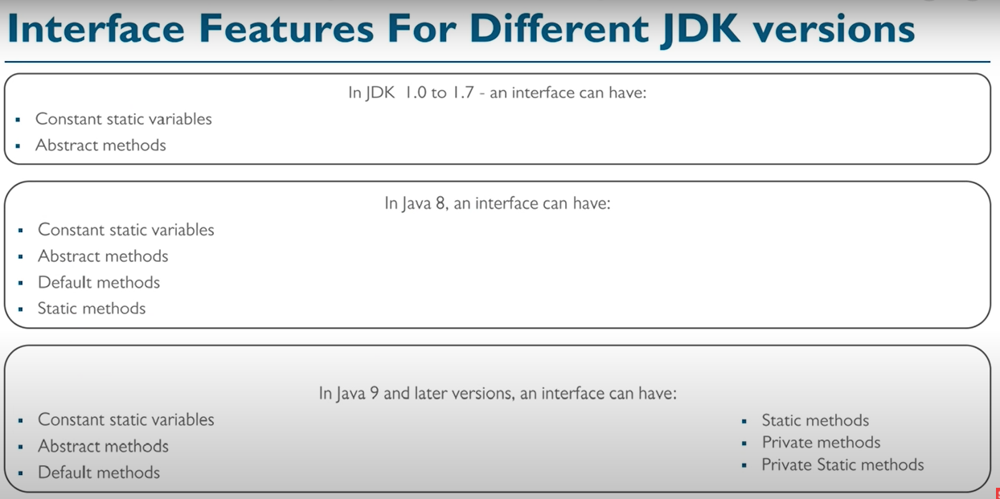 Interface Features For Different JDK versions
In JDK 1.0 to 1.7 - an interface can have:
▪ Constant static variables
▪ Abstract methods
In Java 8, an interface can have:
▪ Constant static variables
▪ Abstract methods
▪ Default methods
▪ Static methods
In Java 9 and later versions, an interface can have:
▪ Constant static variables
▪ Abstract methods
▪ Default methods
▪ Static methods
▪ Private methods
▪ Private Static methods